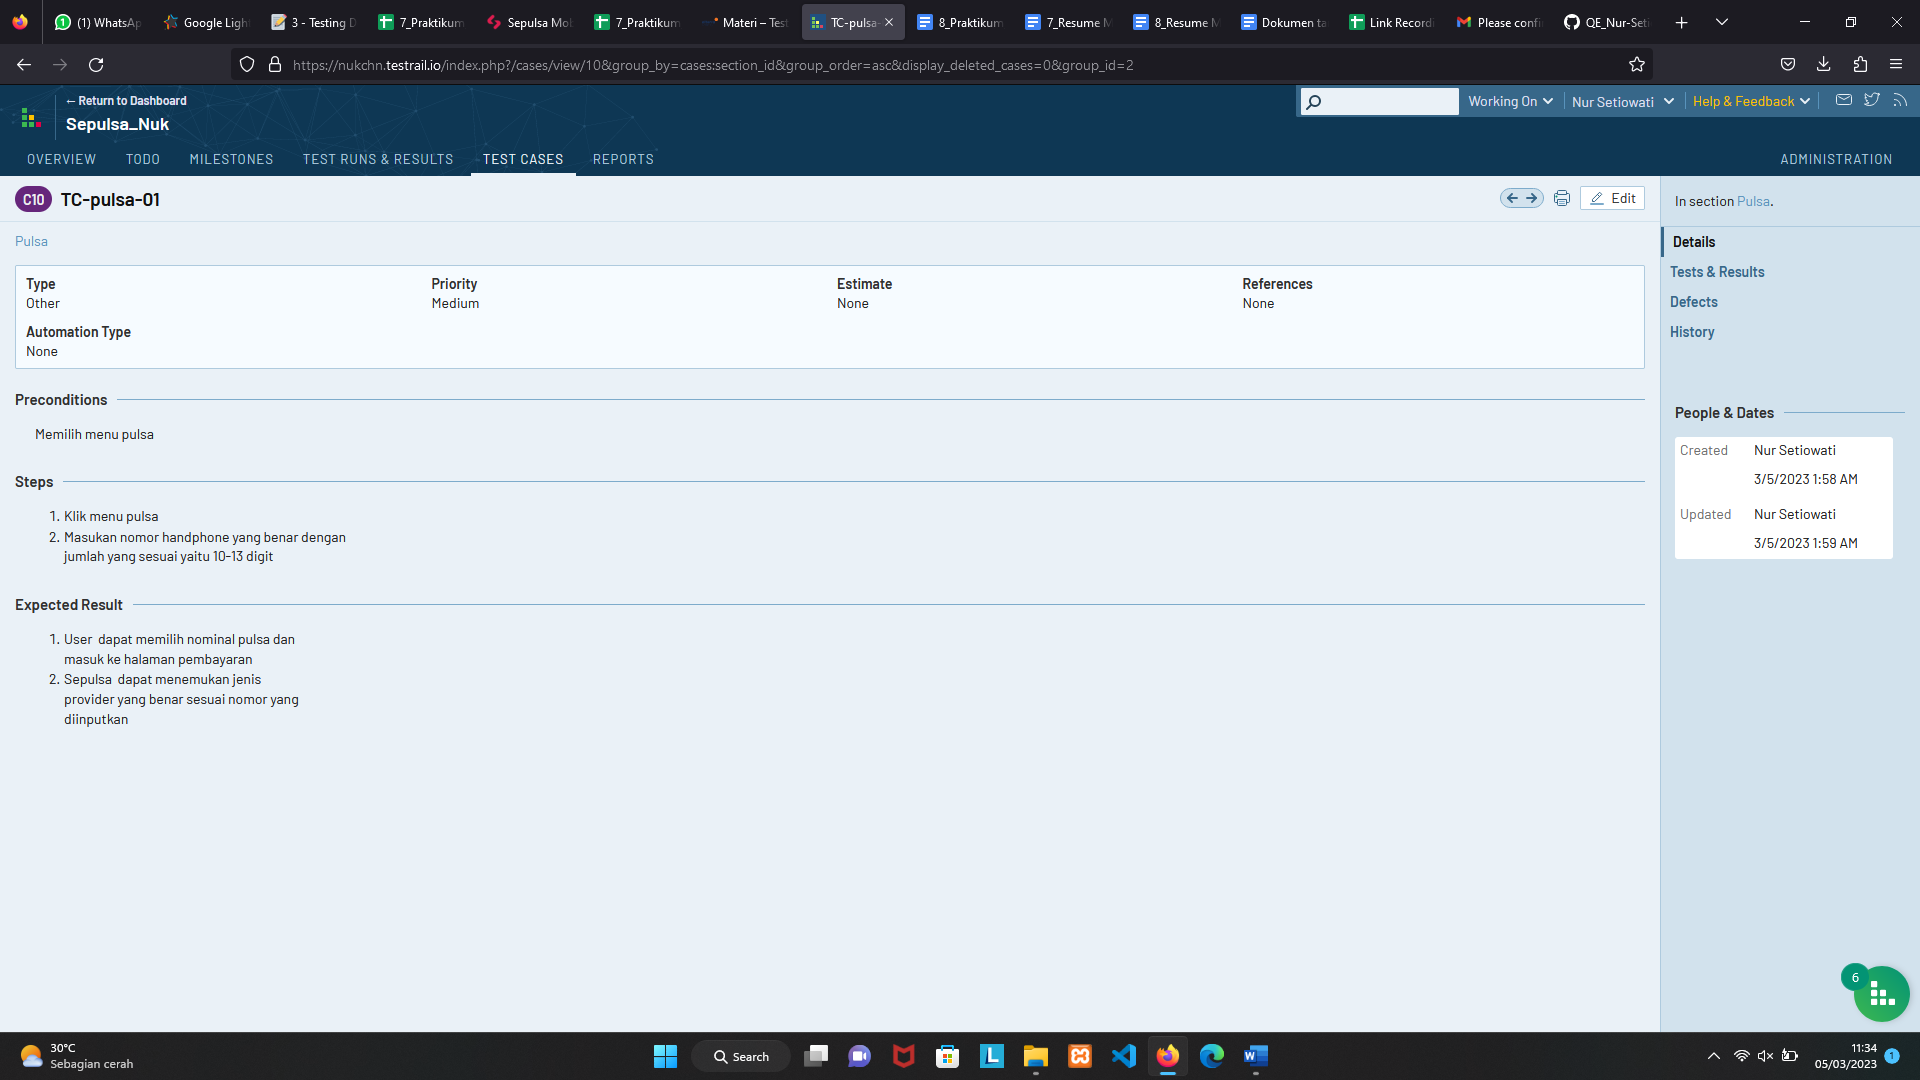 (1) WhatsAp
Google Ligh
3 - Testing D
7_Praktikum
Sepulsa Mo
7_Praktikum
Materi – Test
TC-pulsa-
8_Praktikum
7_Resume M
8_Resume M
Dokumen ta
Link Recordi
Please confi
QE_Nur-Seti
https://nukchn.testrail.io/index.php?/cases/view/10&group_by=cases:section_id&group_order=asc&display_deleted_cases=0&group_id=2
← Return to Dashboard
Sepulsa_Nuk
Working On
Nur Setiowati
Help & Feedback
OVERVIEW
TODO
MILESTONES
TEST RUNS & RESULTS
TEST CASES
REPORTS
ADMINISTRATION
C10
TC-pulsa-01
Edit
Pulsa
Type
Other
Priority
Medium
Estimate
None
References
None
Automation Type
None
Preconditions
Memilih menu pulsa
Steps
1. Klik menu pulsa
2. Masukan nomor handphone yang benar dengan
jumlah yang sesuai yaitu 10-13 digit
Expected Result
1. User  dapat memilih nominal pulsa dan
masuk ke halaman pembayaran
2. Sepulsa  dapat menemukan jenis
provider yang benar sesuai nomor yang
diinputkan
In section Pulsa.
Details
Tests & Results
Defects
History
People & Dates
Created
Nur Setiowati
3/5/2023 1:58 AM
Updated
Nur Setiowati
3/5/2023 1:59 AM
6
30°C
Sebagian cerah
Search
11:34
05/03/2023
1